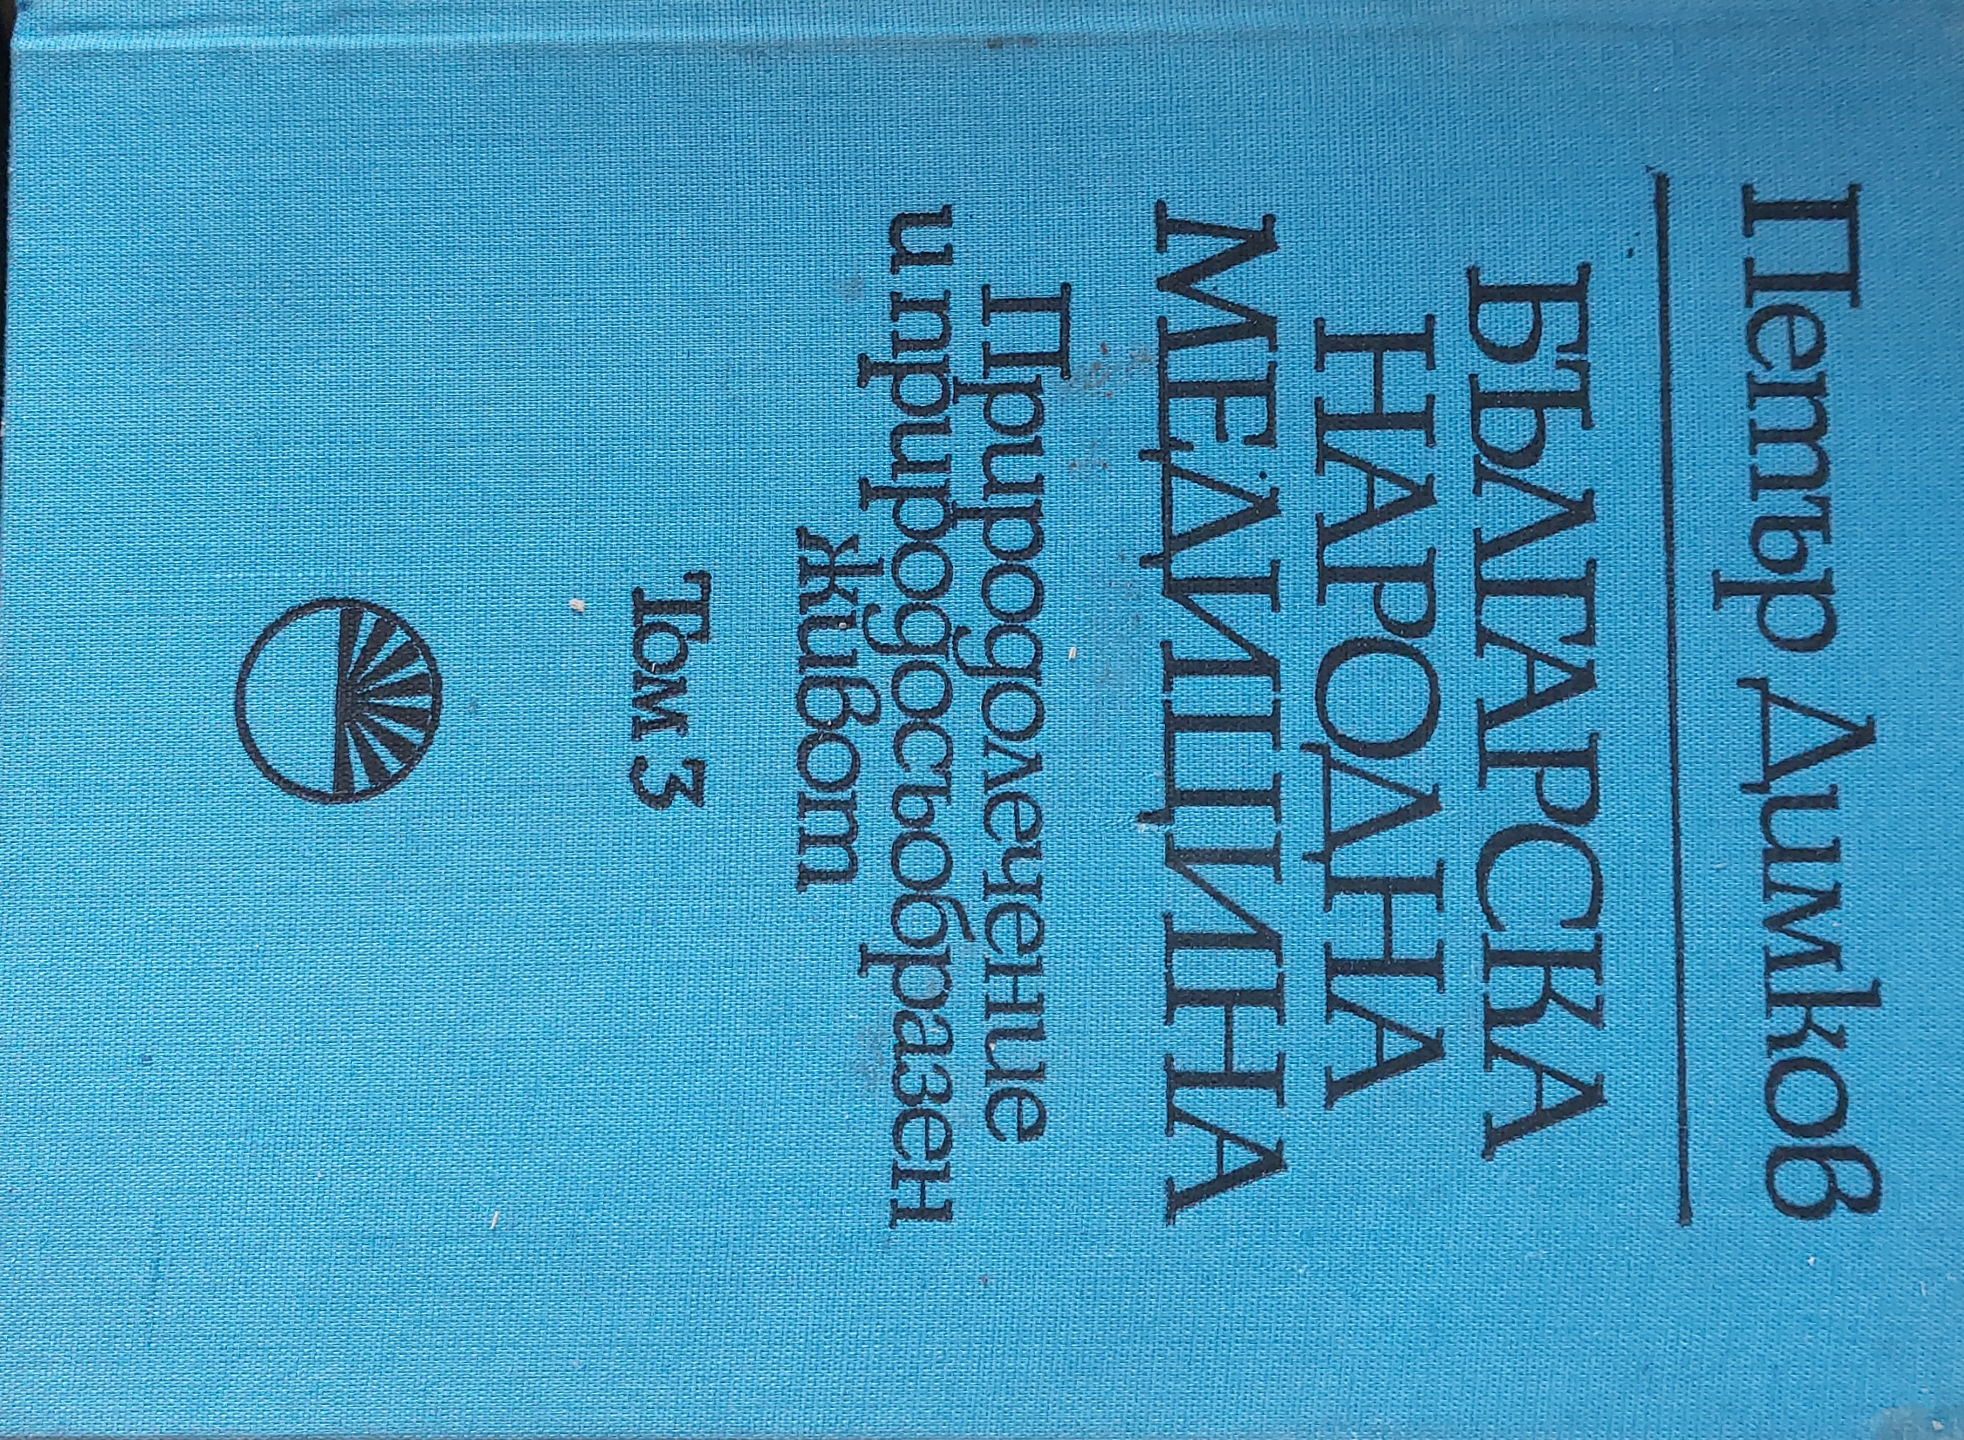 Петър Димков
БЪЛГАРСКА
НАРОДНА
МЕДИЦИНА
Природолечение
и природосъобразен
живот
Том 3